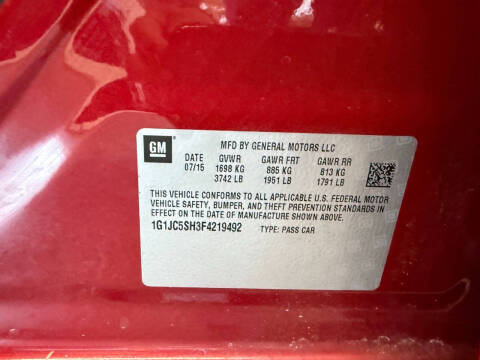 GM
MFD BY GENERAL MOTORS LLC
DATE GVWR GAWR FRT GAWR RR
07/15 1698 KG 885 KG 813 KG
3742 LB 1951 LB 1791 LB
THIS VEHICLE CONFORMS TO ALL APPLICABLE U.S. FEDERAL MOTOR
VEHICLE SAFETY, BUMPER, AND THEFT PREVENTION STANDARDS IN
EFFECT ON THE DATE OF MANUFACTURE SHOWN ABOVE.
1G1JC5SH3F4219492 TYPE: PASS CAR